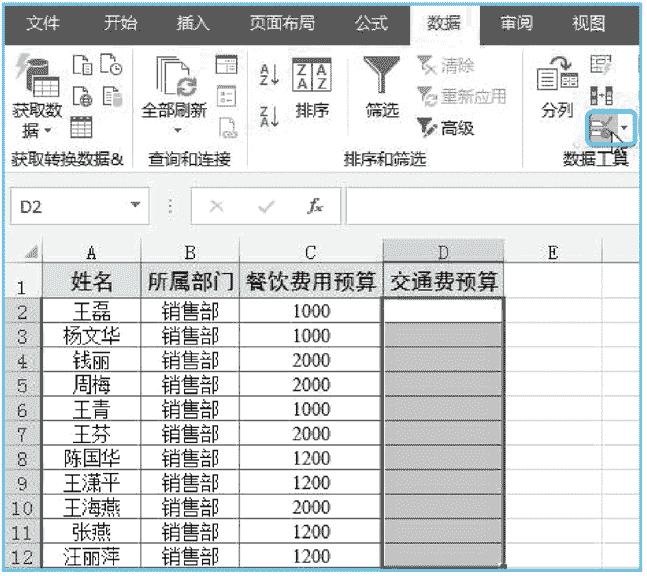 文件 开始 插入 页面布局 公式 数据 审阅 视图
获取数据 全部刷新 排序 筛选 清除 重新应用 高级 分列
获取转换数据& 查询和连接 排序和筛选 数据工具
D2 fx
A B C D E
1 姓名 所属部门 餐饮费用预算 交通费预算
2 王磊 销售部 1000
3 杨文华 销售部 1000
4 钱丽 销售部 2000
5 周梅 销售部 2000
6 王青 销售部 1000
7 王芬 销售部 2000
8 陈国华 销售部 1200
9 王潇平 销售部 1200
10 王海燕 销售部 2000
11 张燕 销售部 1200
12 汪丽萍 销售部 1200